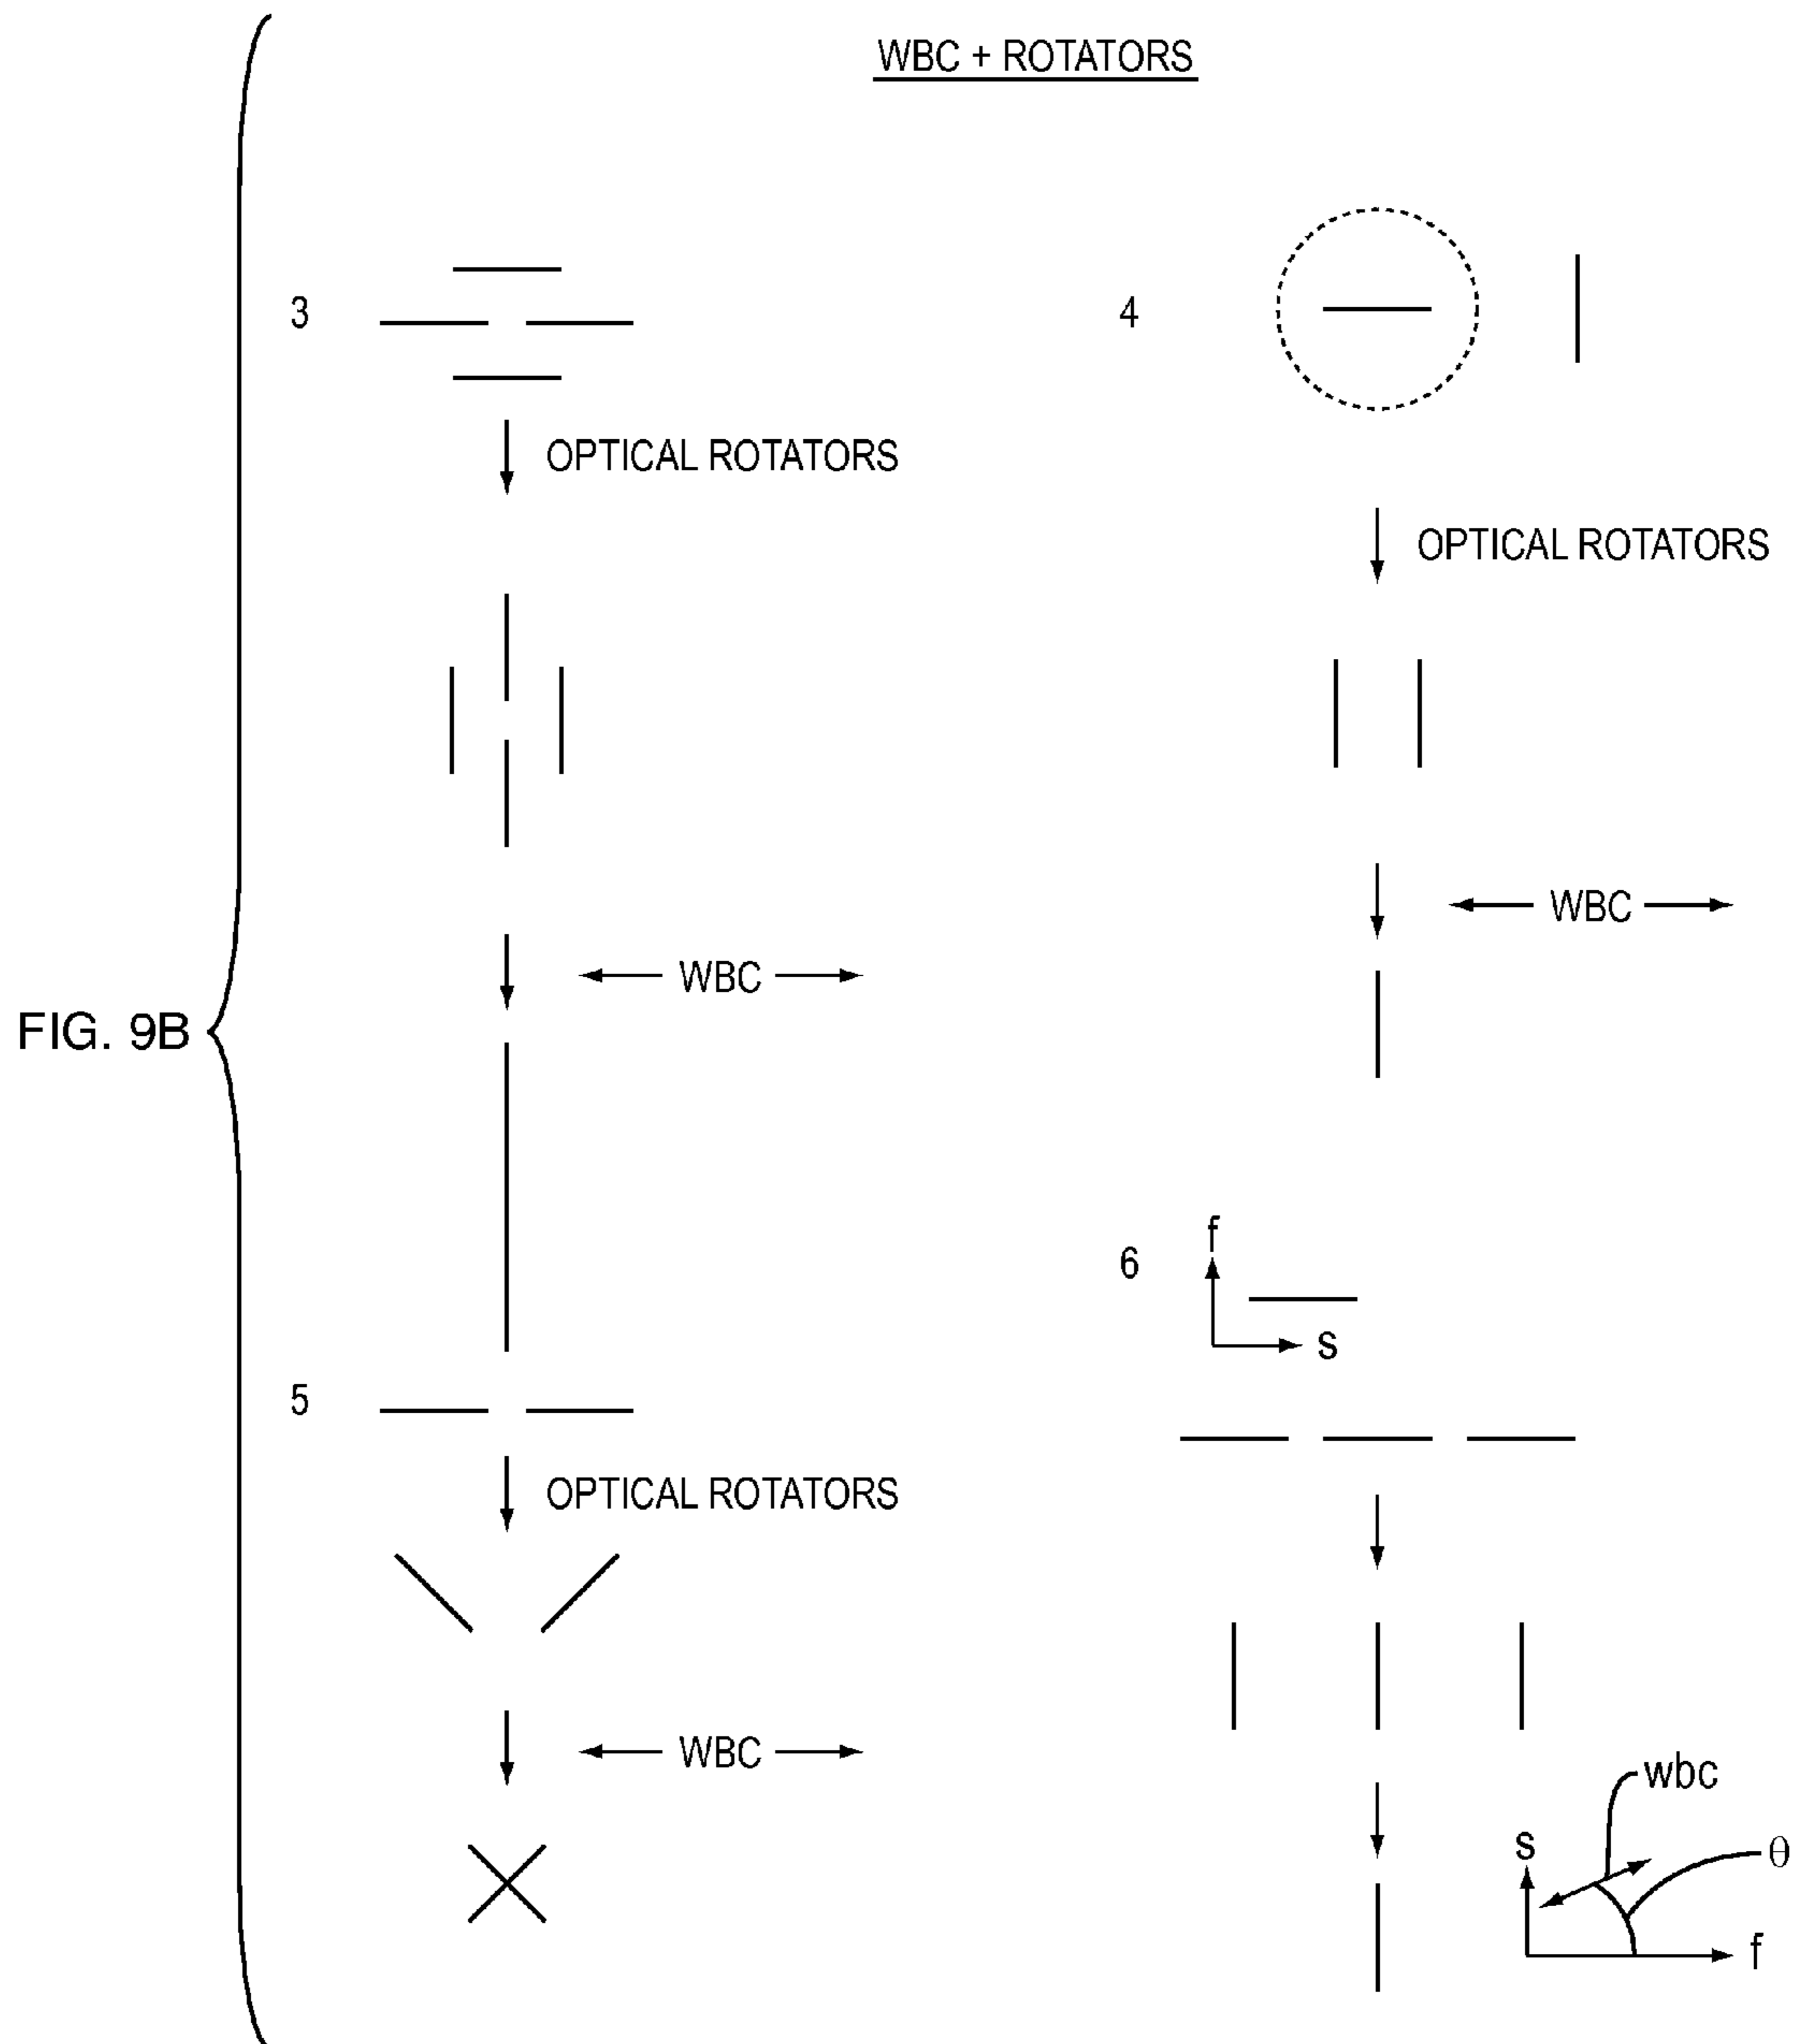 WBC + ROTATORS
3
OPTICAL ROTATORS
WBC
4
OPTICAL ROTATORS
WBC
FIG. 9B
5
OPTICAL ROTATORS
WBC
6
f
s
wbc
s
θ
f